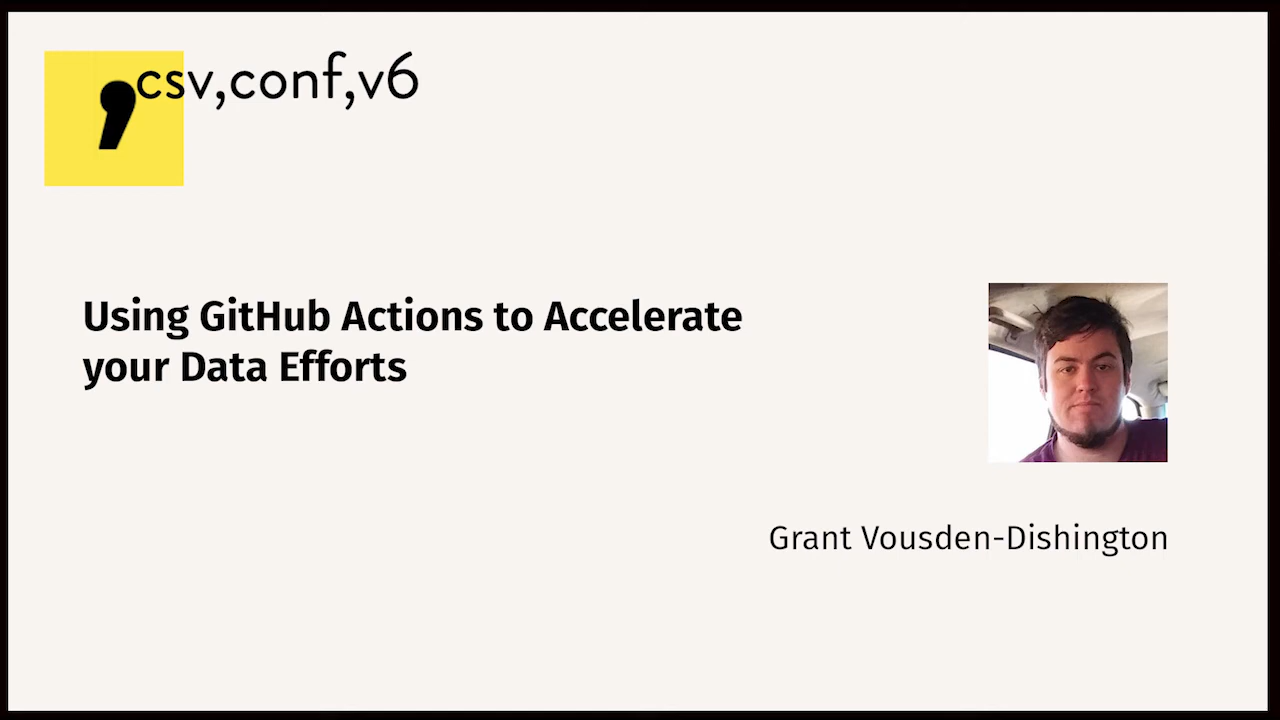 csv,conf,v6
Using GitHub Actions to Accelerate
your Data Efforts
Grant Vousden-Dishington